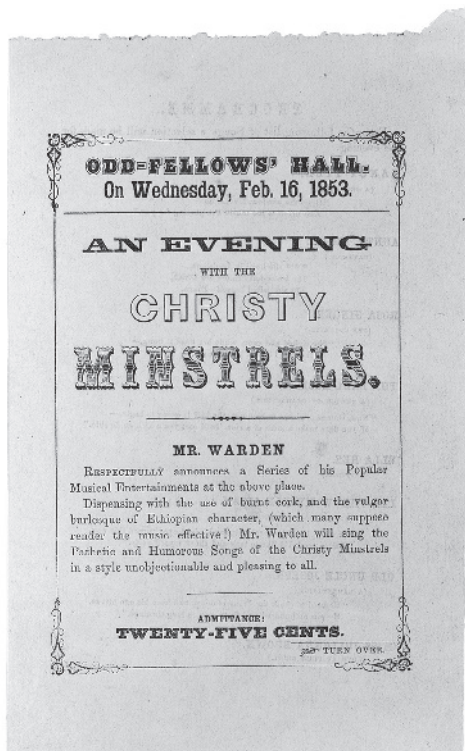 ODD=FELLOWS' HALL.
On Wednesday, Feb. 16, 1853.
AN EVENING
WITH THE
CHRISTY
MINSTRELS.
MR. WARDEN
RESPECTFULLY announces a Series of his Popular
Musical Entertainments at the above place.
Dispensing with the use of burnt cork, and the vulgar
burlesque of Ethiopian character, (which many suppose
render the music effective!) Mr. Warden will sing the
Pathetic and Humorous Songs of the Christy Minstrels
in a style unobjectionable and pleasing to all.
ADMITTANCE:
TWENTY-FIVE CENTS.
TURN OVER.